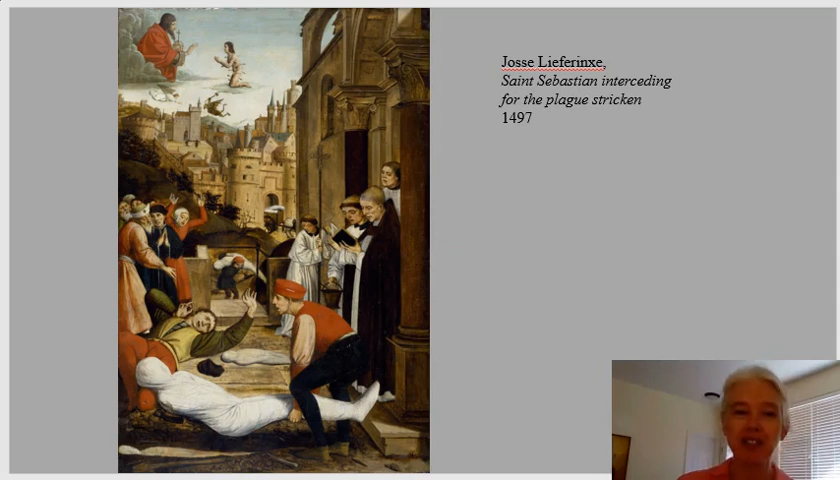 Josse Lieferinxe,
Saint Sebastian interceding
for the plague stricken
1497